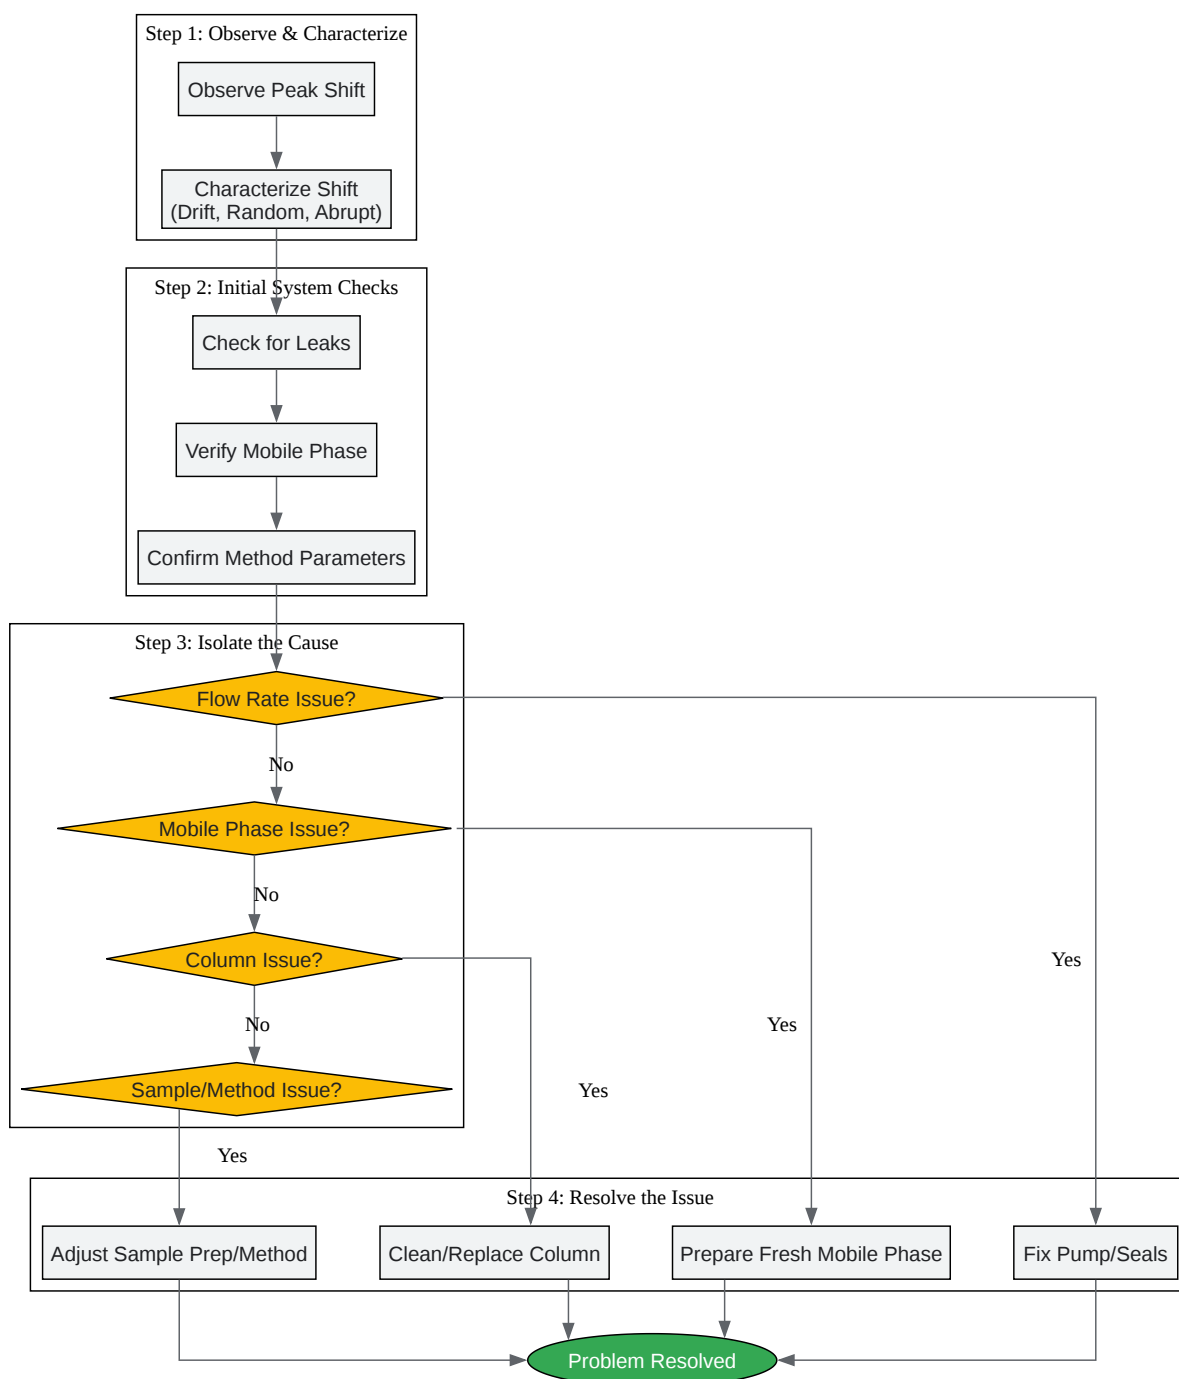 Step 1: Observe & Characterize
Observe Peak Shift
Characterize Shift
(Drift, Random, Abrupt)
Step 2: Initial System Checks
Check for Leaks
Verify Mobile Phase
Confirm Method Parameters
Step 3: Isolate the Cause
Flow Rate Issue?
No
Mobile Phase Issue?
No
Column Issue?
Yes
No
Yes
Sample/Method Issue?
Yes
Yes
Step 4: Resolve the Issue
Adjust Sample Prep/Method
Clean/Replace Column
Prepare Fresh Mobile Phase
Fix Pump/Seals
Problem Resolved